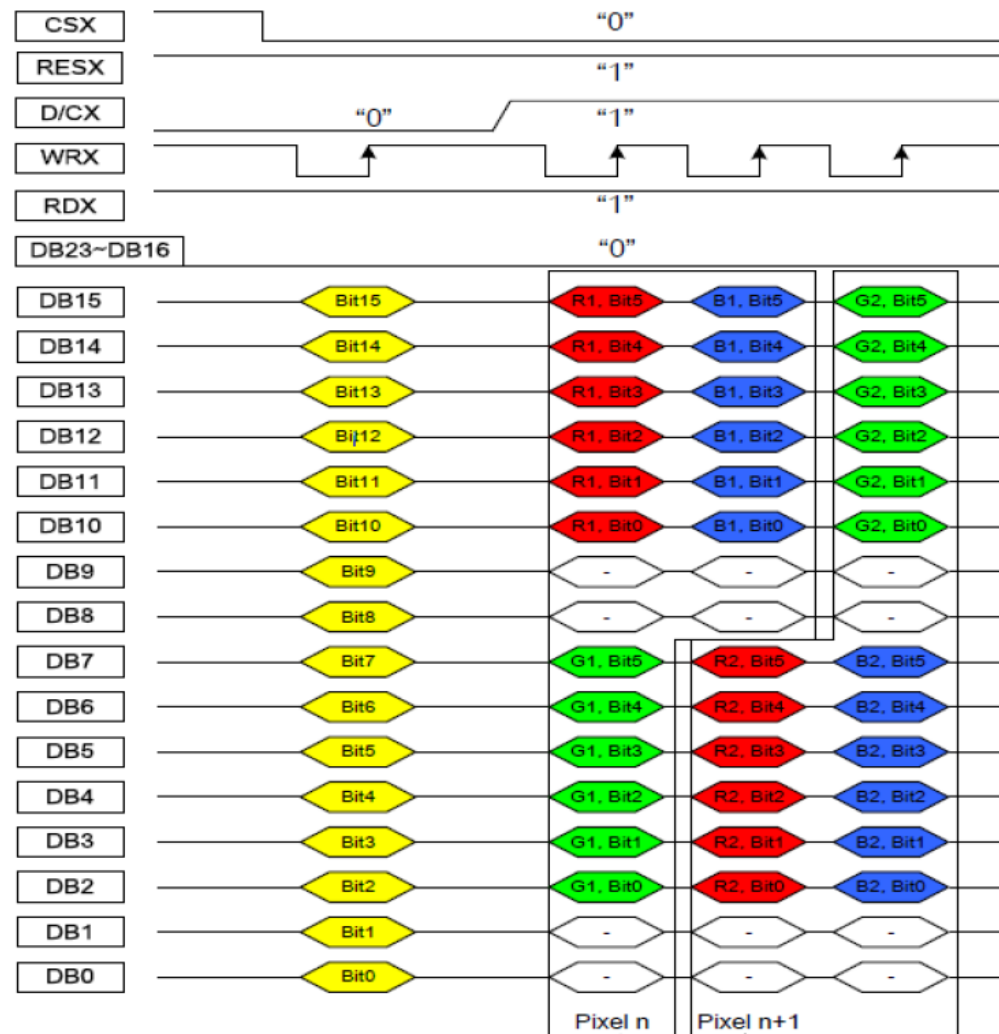 CSX “0”
RESX “1”
D/CX “0” “1”
WRX
RDX “1”
DB23~DB16 “0”
DB15 Bit15 R1, Bit5 B1, Bit5 G2, Bit5
DB14 Bit14 R1, Bit4 B1, Bit4 G2, Bit4
DB13 Bit13 R1, Bit3 B1, Bit3 G2, Bit3
DB12 Bit12 R1, Bit2 B1, Bit2 G2, Bit2
DB11 Bit11 R1, Bit1 B1, Bit1 G2, Bit1
DB10 Bit10 R1, Bit0 B1, Bit0 G2, Bit0
DB9 Bit9 - - -
DB8 Bit8 - - -
DB7 Bit7 G1, Bit5 R2, Bit5 B2, Bit5
DB6 Bit6 G1, Bit4 R2, Bit4 B2, Bit4
DB5 Bit5 G1, Bit3 R2, Bit3 B2, Bit3
DB4 Bit4 G1, Bit2 R2, Bit2 B2, Bit2
DB3 Bit3 G1, Bit1 R2, Bit1 B2, Bit1
DB2 Bit2 G1, Bit0 R2, Bit0 B2, Bit0
DB1 Bit1 - - -
DB0 Bit0 - - -
Pixel n Pixel n+1